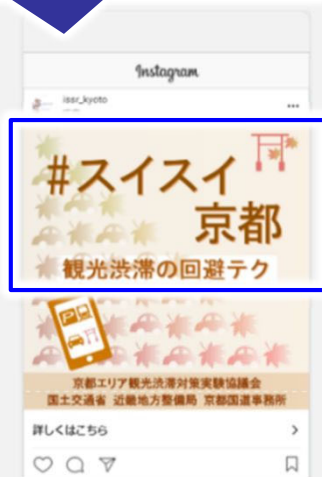 Instagram
issr_kyoto
#スイスイ
京都
観光渋滞の回避テク
京都エリア観光渋滞対策実験協議会
国土交通省 近畿地方整備局 京都国道事務所
詳しくはこちら